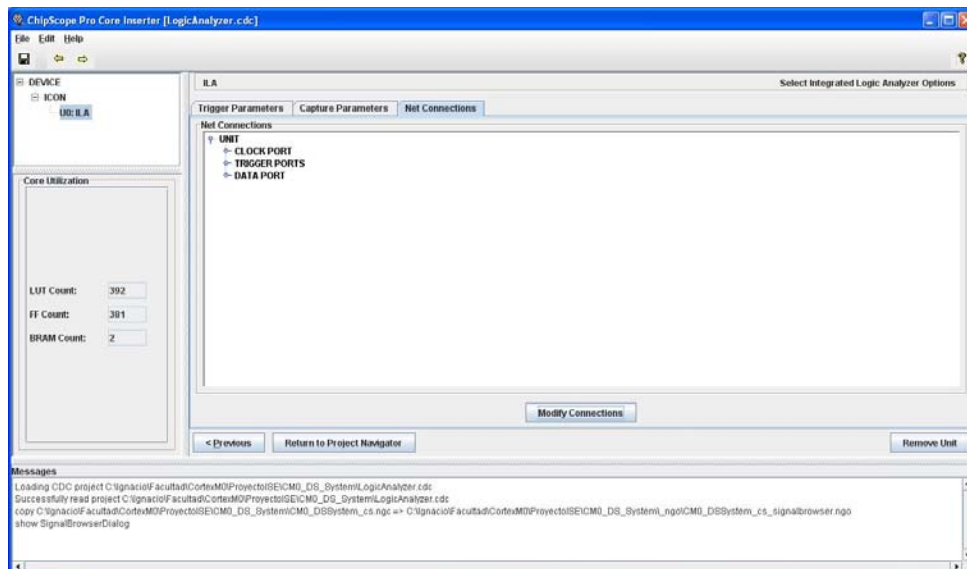 ChipScope Pro Core Inserter [LogicAnalyzer.cdc]
File Edit Help
DEVICE
ICON
U0: ILA
ILA
Select Integrated Logic Analyzer Options
Trigger Parameters Capture Parameters Net Connections
Net Connections
UNIT
CLOCK PORT
TRIGGER PORTS
DATA PORT
Core Utilization
LUT Count: 392
FF Count: 381
BRAM Count: 2
Modify Connections
< Previous Return to Project Navigator Remove Unit
Messages
Loading CDC project C:\Ignacio\Facultad\CortexM0\ProyectoISE\CM0_DS_System\LogicAnalyzer.cdc
Successfully read project C:\Ignacio\Facultad\CortexM0\ProyectoISE\CM0_DS_System\LogicAnalyzer.cdc
copy C:\Ignacio\Facultad\CortexM0\ProyectoISE\CM0_DS_System\CM0_DSSystem_cs.ngc => C:\Ignacio\Facultad\CortexM0\ProyectoISE\CM0_DS_System\_ngo\CM0_DSSystem_cs_signalbrowser.ngo
show SignalBrowserDialog